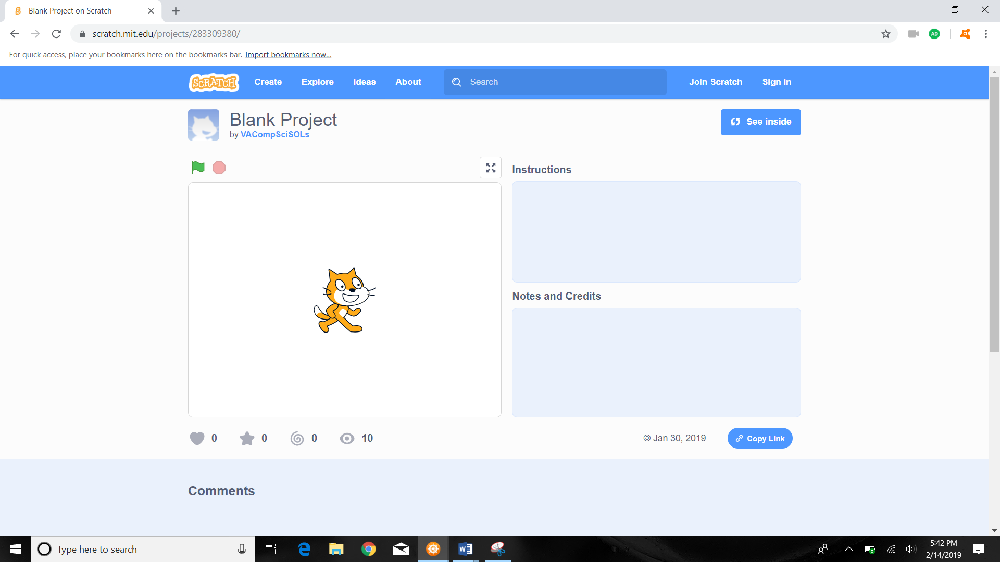 Blank Project on Scratch
scratch.mit.edu/projects/283309380/
AD
For quick access, place your bookmarks here on the bookmarks bar. Import bookmarks now...
SCRATCH Create Explore Ideas About Search Join Scratch Sign in
Blank Project
by VACompSciSOLs
See inside
Instructions
Notes and Credits
0 0 0 10
© Jan 30, 2019
Copy Link
Comments
Type here to search
5:42 PM
2/14/2019